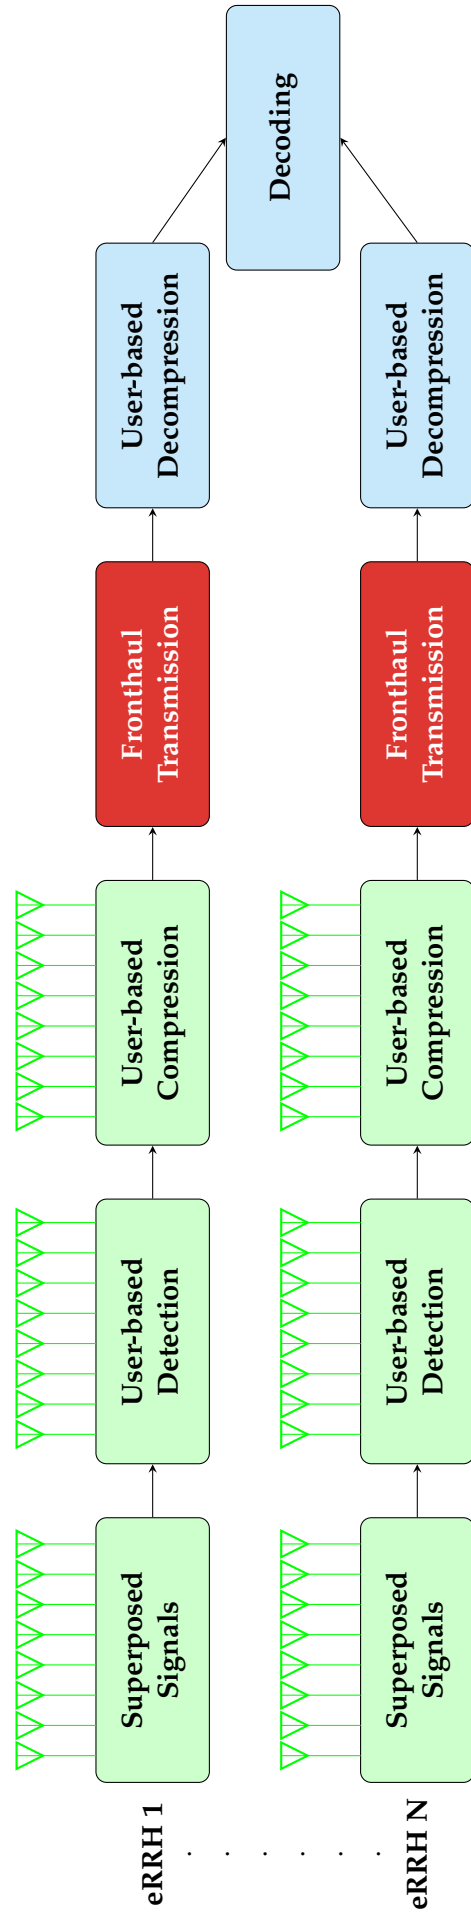 eRRH 1
Superposed
Signals
User-based
Detection
User-based
Compression
Fronthaul
Transmission
User-based
Decompression
Decoding
eRRH N
Superposed
Signals
User-based
Detection
User-based
Compression
Fronthaul
Transmission
User-based
Decompression